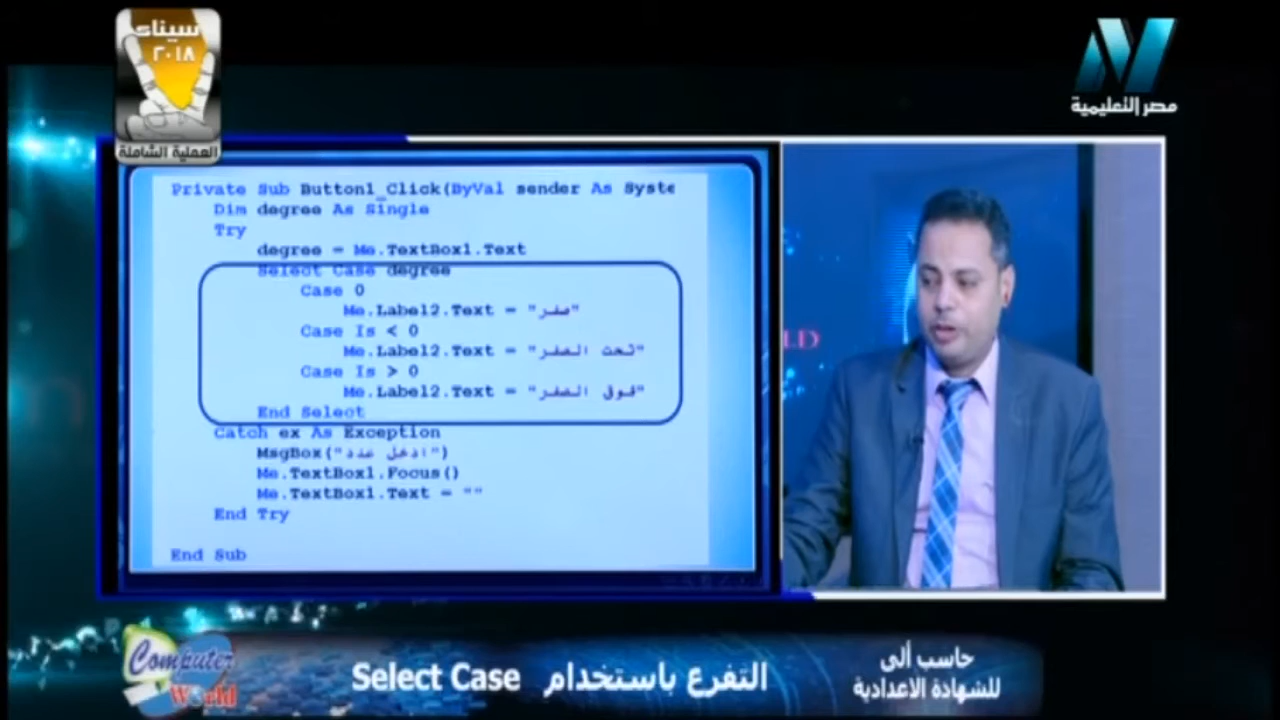 سيناء
٢٠١٨
العملية الشاملة
مصر التعليمية
Private Sub Button1_Click(ByVal sender As Syste
Dim degree As Single
Try
degree = Me.TextBox1.Text
Select Case degree
Case 0
Me.Label2.Text = "صفر"
Case Is < 0
Me.Label2.Text = "تحت الصفر"
Case Is > 0
Me.Label2.Text = "فوق الصفر"
End Select
Catch ex As Exception
MsgBox("ادخل عدد")
Me.TextBox1.Focus()
Me.TextBox1.Text = ""
End Try
End Sub
LD
Computer
World
التفرع باستخدام Select Case
حاسب ألى
للشهادة الاعدادية